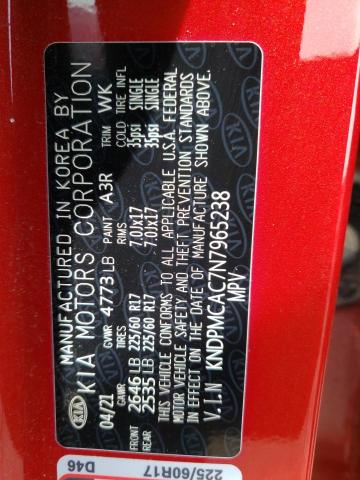 MANUFACTURED IN KOREA BY
KIA KIA MOTORS CORPORATION
04/21 GVWR 4773 LB PAINT A3R TRIM WK
GAWR TIRES RIMS COLD TIRE INFL
FRONT 2646 LB 225/60 R17 7.0Jx17 35psi SINGLE
REAR 2535 LB 225/60 R17 7.0Jx17 35psi SINGLE
THIS VEHICLE CONFORMS TO ALL APPLICABLE U.S.A. FEDERAL
MOTOR VEHICLE SAFETY AND THEFT PREVENTION STANDARDS
IN EFFECT ON THE DATE OF MANUFACTURE SHOWN ABOVE.
V.I.N KNDPMCAC7N7965238
MPV
D46
225/60R17